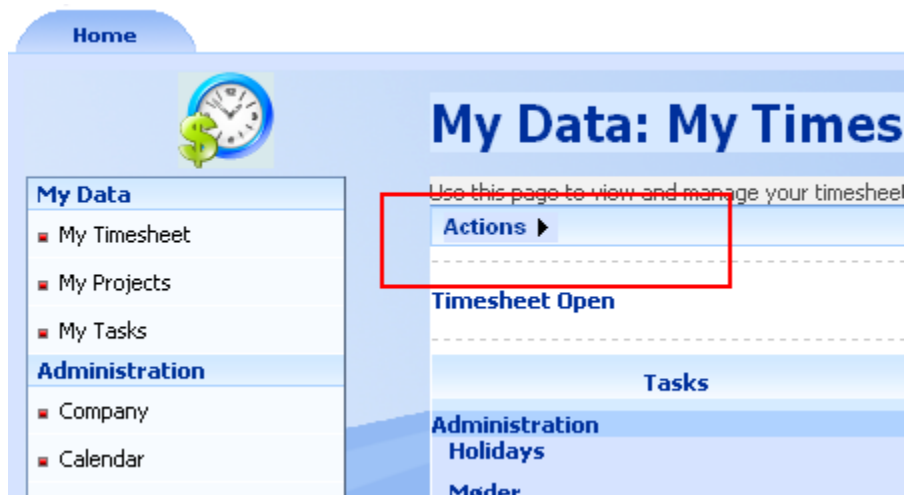 Home
My Data: My Times
Use this page to view and manage your timesheet
My Data
My Timesheet
My Projects
My Tasks
Administration
Company
Calendar
Actions
Timesheet Open
Tasks
Administration
Holidays
Møder